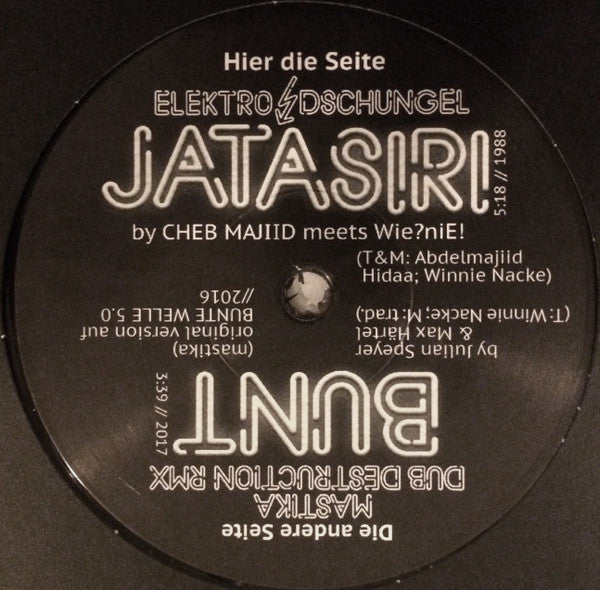 Hier die Seite
ELEKTRO DSCHUNGEL
JATASIRI
5:18 // 1988
by CHEB MAJIID meets Wie?niE!
(T&M: Abdelmajiid
Hidaa; Winnie Nacke)
Die andere Seite
MASTIKA
DUB DESTRUCTION RMX
BUNT
3:39 // 2017
by Julian Speyer
& Max Härtel
(T: Winnie Nacke; M: trad.)
(mastika)
original version auf
BUNTE WELLE 5.0
//2016